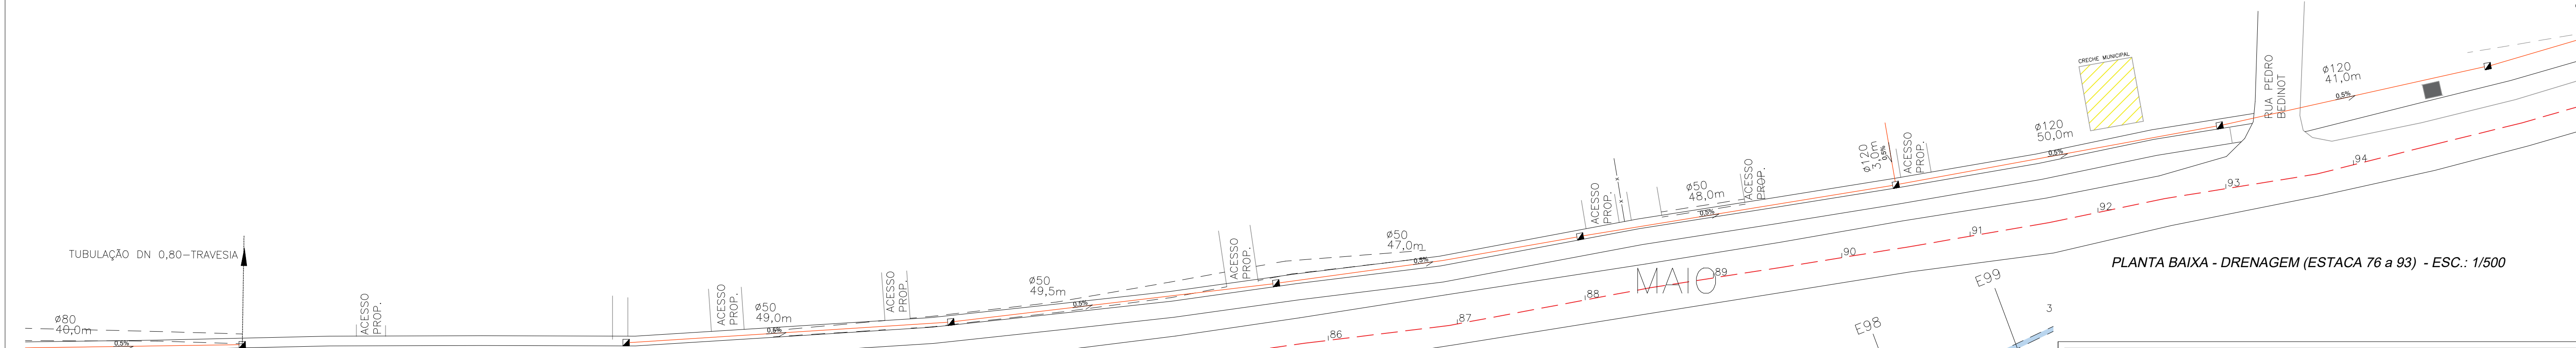 TUBULAÇÃO DN 0,80-TRAVESIA
ø80
40,0m
0,5%
ACESSO
PROP.
ACESSO
PROP.
ø50
49,0m
0,5%
ACESSO
PROP.
ø50
49,5m
0,5%
ACESSO
PROP.
ø50
47,0m
0,5%
ACESSO
PROP.
x
x
ø50
48,0m
0,5%
ACESSO
PROP.
ø120
3,0m
0,5%
ACESSO
PROP.
ø120
50,0m
0,5%
CRECHE MUNICIPAL
RUA PEDRO
BEDINOT
ø120
41,0m
0,5%
86
87
88
MAIO
89
90
91
92
93
94
E98
E99
3
PLANTA BAIXA - DRENAGEM (ESTACA 76 a 93) - ESC.: 1/500